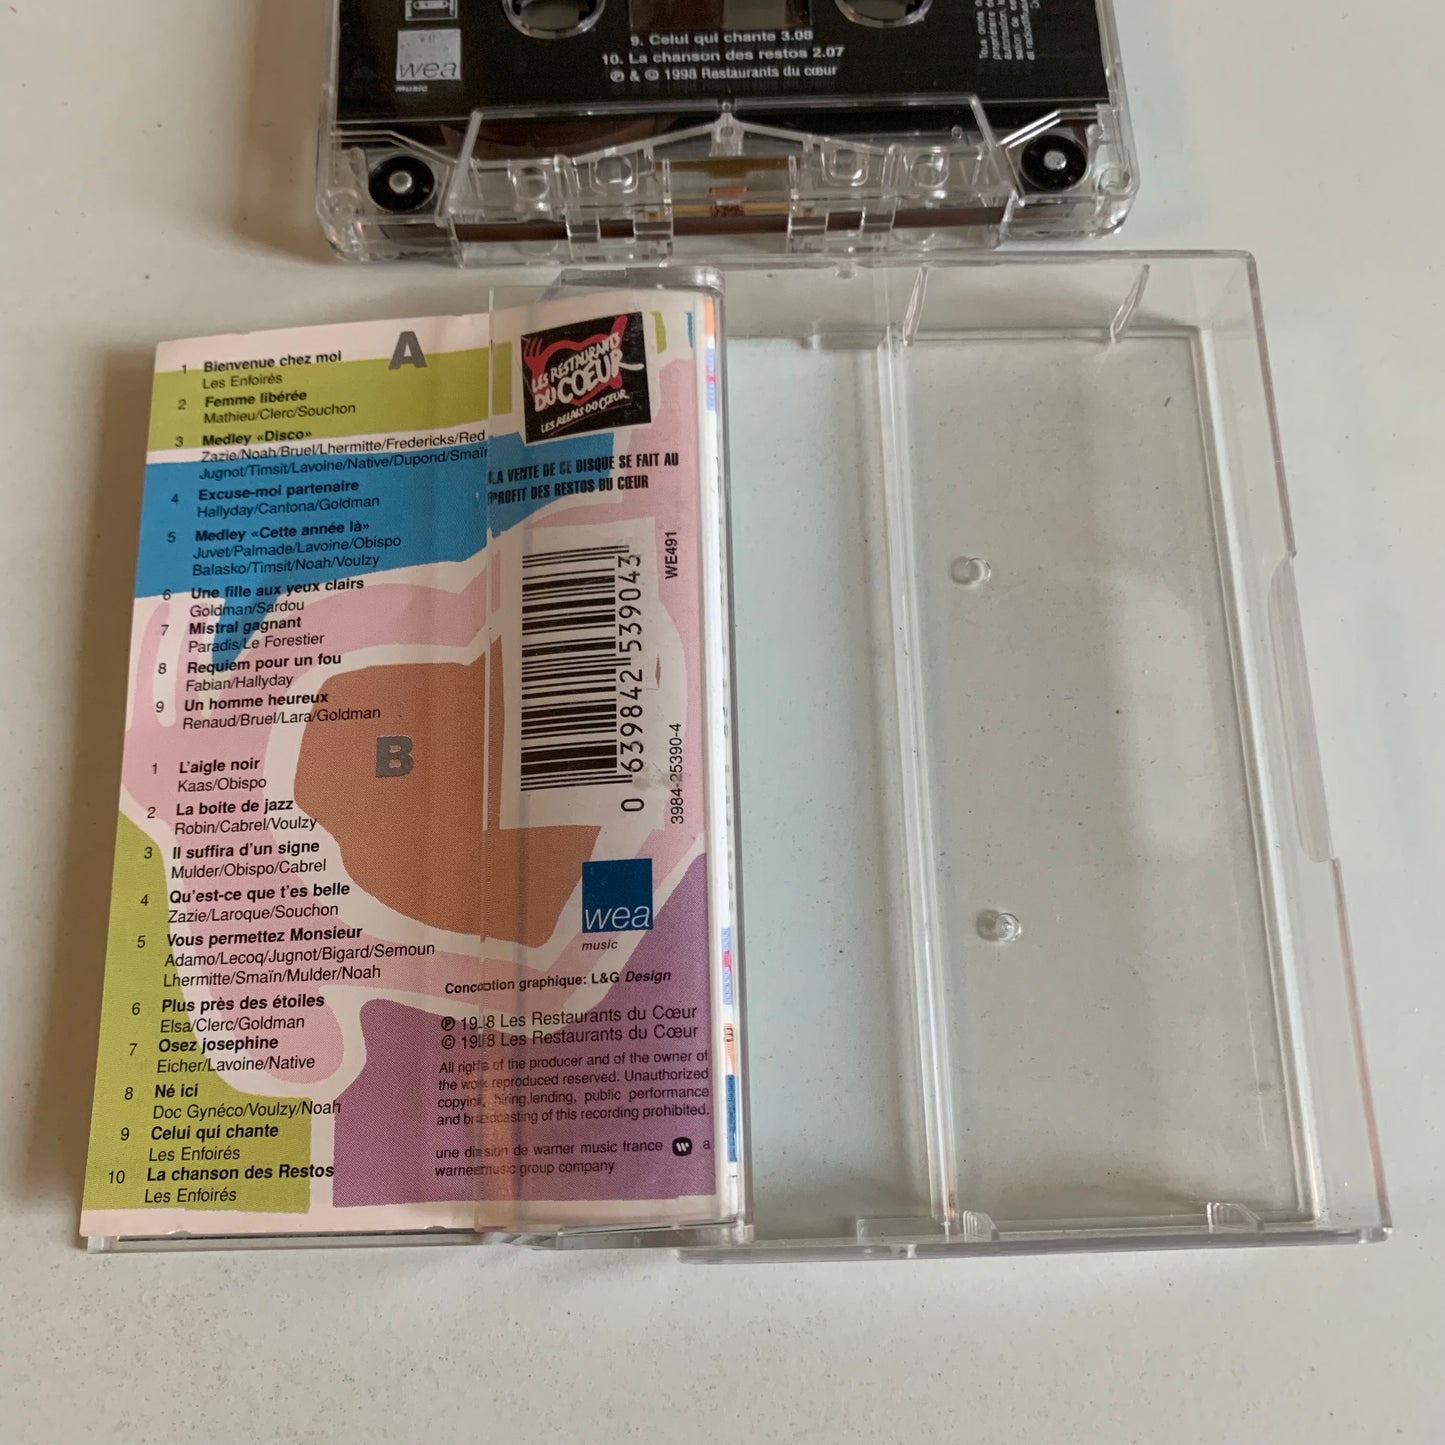 wea
music
9. Celui qui chante 3.08
10. La chanson des restos 2.07
℗ & © 1998 Restaurants du cœur
A
1 Bienvenue chez moi
Les Enfoirés
2 Femme libérée
Mathieu/Clerc/Souchon
3 Medley «Disco»
Zazie/Noah/Bruel/Lhermitte/Fredericks/Red
Jugnot/Timsit/Lavoine/Native/Dupond/Smaïn
4 Excuse-moi partenaire
Hallyday/Cantona/Goldman
5 Medley «Cette année là»
Juvet/Palmade/Lavoine/Obispo
Balasko/Timsit/Noah/Voulzy
6 Une fille aux yeux clairs
Goldman/Sardou
7 Mistral gagnant
Paradis/Le Forestier
8 Requiem pour un fou
Fabian/Hallyday
9 Un homme heureux
Renaud/Bruel/Lara/Goldman
B
1 L'aigle noir
Kaas/Obispo
2 La boite de jazz
Robin/Cabrel/Voulzy
3 Il suffira d'un signe
Mulder/Obispo/Cabrel
4 Qu'est-ce que t'es belle
Zazie/Laroque/Souchon
5 Vous permettez Monsieur
Adamo/Lecoq/Jugnot/Bigard/Semoun
Lhermitte/Smaïn/Mulder/Noah
6 Plus près des étoiles
Elsa/Clerc/Goldman
7 Osez josephine
Eicher/Lavoine/Native
8 Né ici
Doc Gynéco/Voulzy/Noah
9 Celui qui chante
Les Enfoirés
10 La chanson des Restos
Les Enfoirés
LES RESTAURANTS
DU CŒUR
LES RELAIS DU CŒUR
LA VENTE DE CE DISQUE SE FAIT AU
PROFIT DES RESTOS DU CŒUR
0 639842 539043
WE491
3984-25390-4
wea
music
Conception graphique: L&G Design
℗ 1998 Les Restaurants du Cœur
© 1998 Les Restaurants du Cœur
All rights of the producer and of the owner of
the work reproduced reserved. Unauthorized
copying, hiring,lending, public performance
and broadcasting of this recording prohibited.
une division de warner music france a
warner music group company